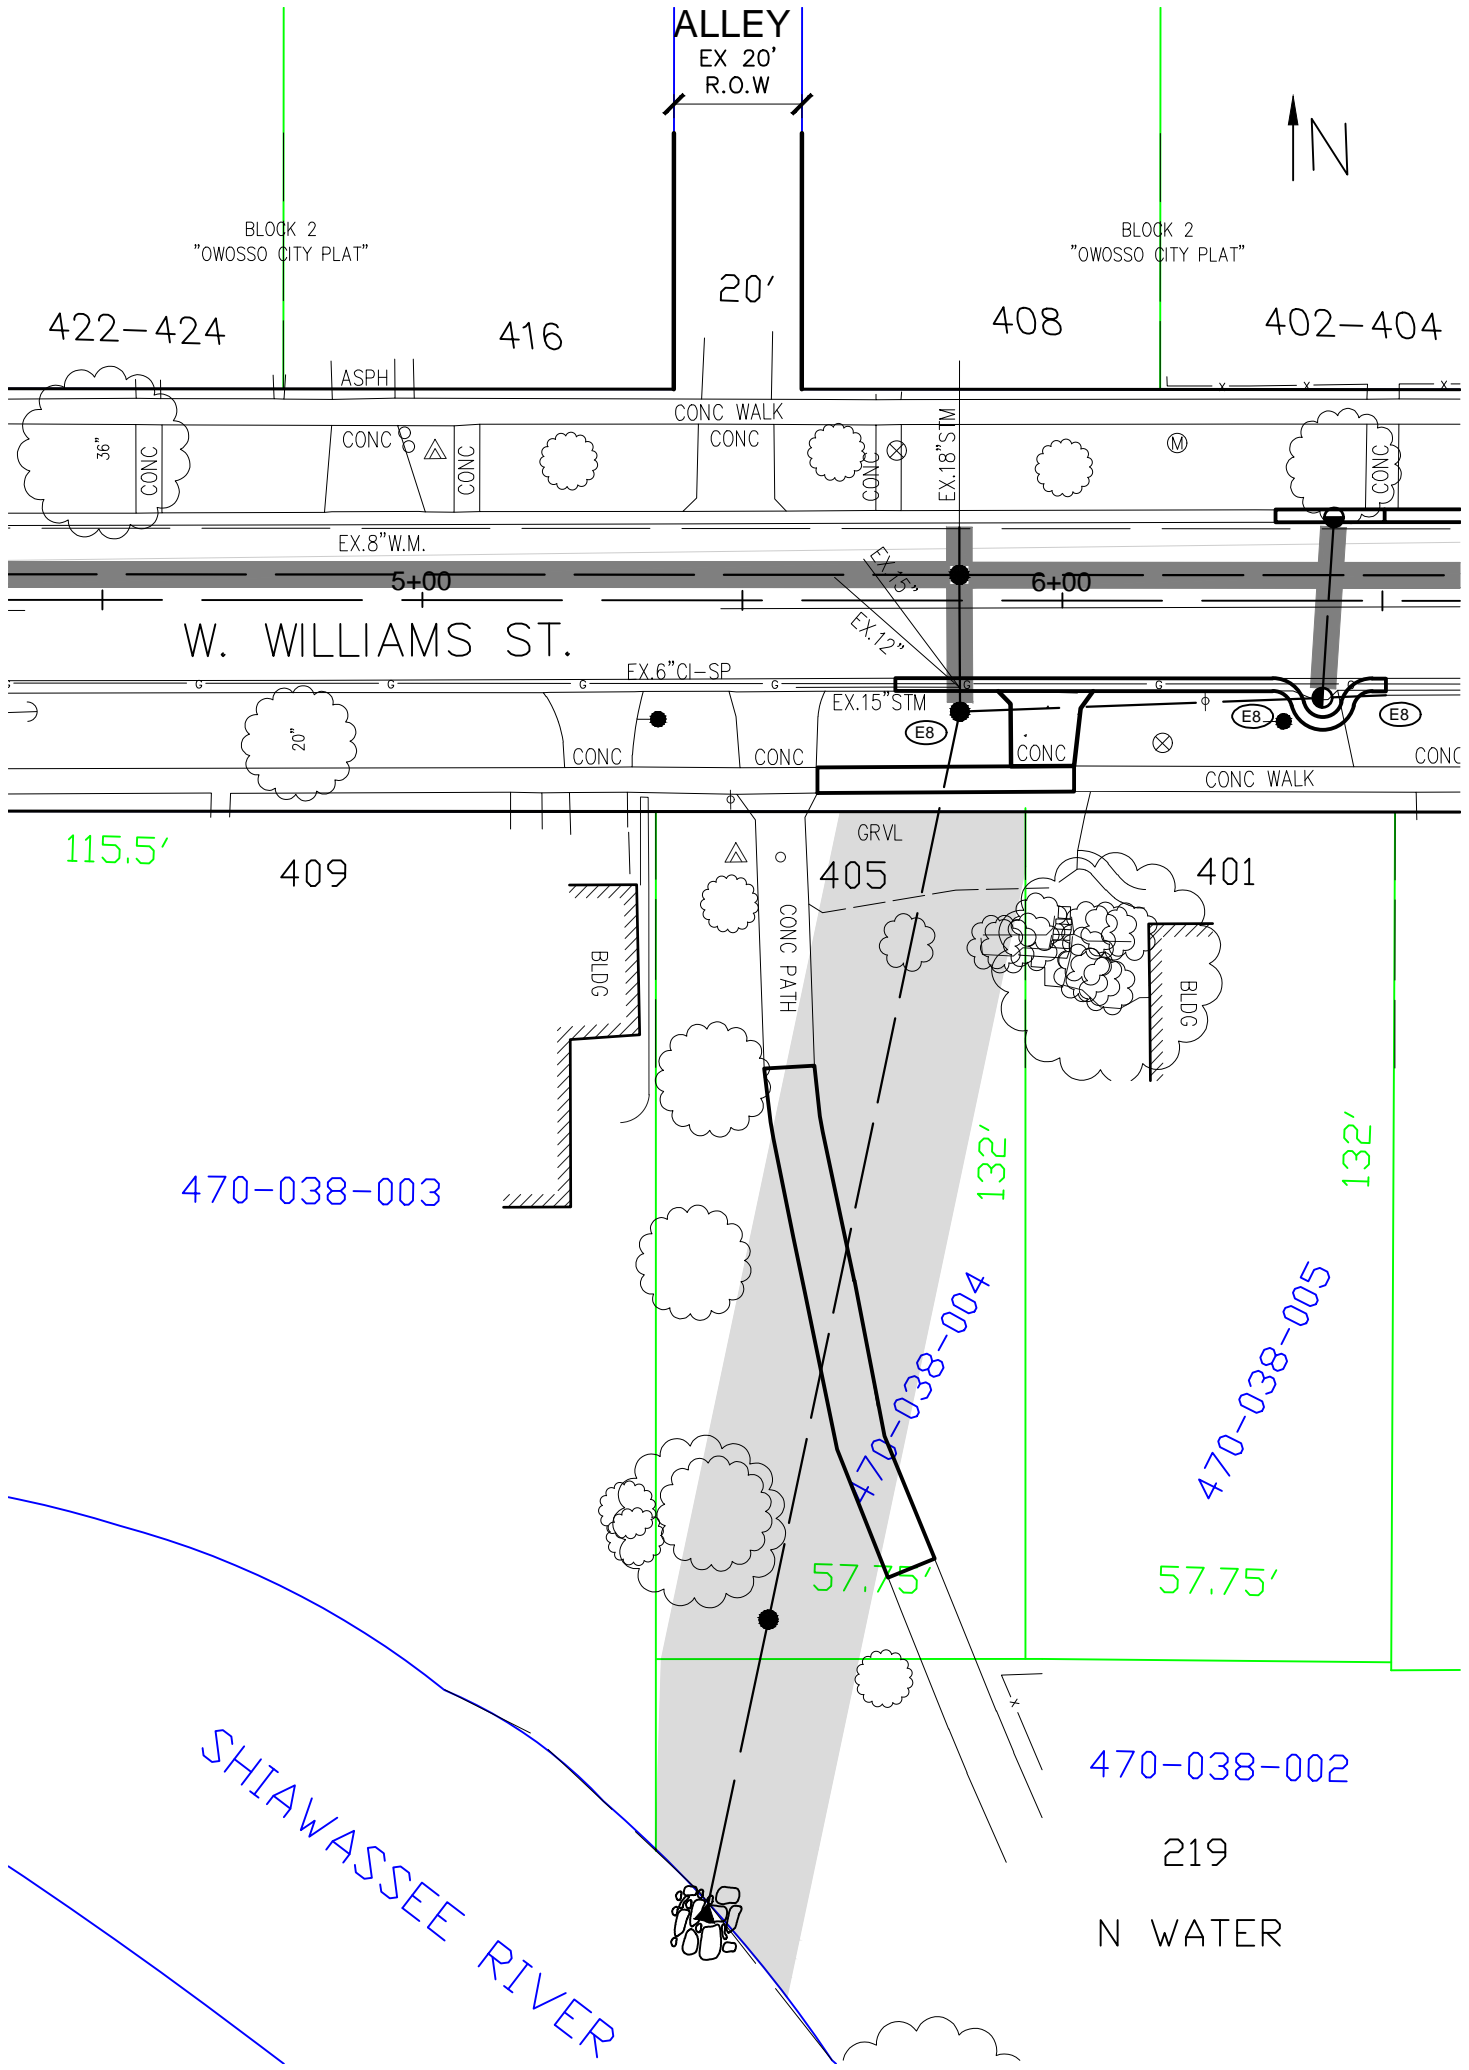 ALLEY
EX 20'
R.O.W
N
BLOCK 2
"OWOSSO CITY PLAT"
BLOCK 2
"OWOSSO CITY PLAT"
20'
422-424
416
408
402-404
ASPH
x
x
x
CONC WALK
36"
CONC
CONC
CONC
CONC
CONC
EX.18"STM
M
CONC
EX.8"W.M.
5+00
EX.15"
6+00
EX.12"
W. WILLIAMS ST.
EX.6"CI-SP
G
G
G
G
G
G
G
EX.15"STM
20"
E8
E8
E8
CONC
CONC
CONC
CONC
CONC WALK
115.5'
409
GRVL
405
401
BLDG
CONC PATH
BLDG
132'
132'
470-038-003
470-038-004
470-038-005
57.75'
57.75'
x
SHIAWASSEE RIVER
470-038-002
219
N WATER